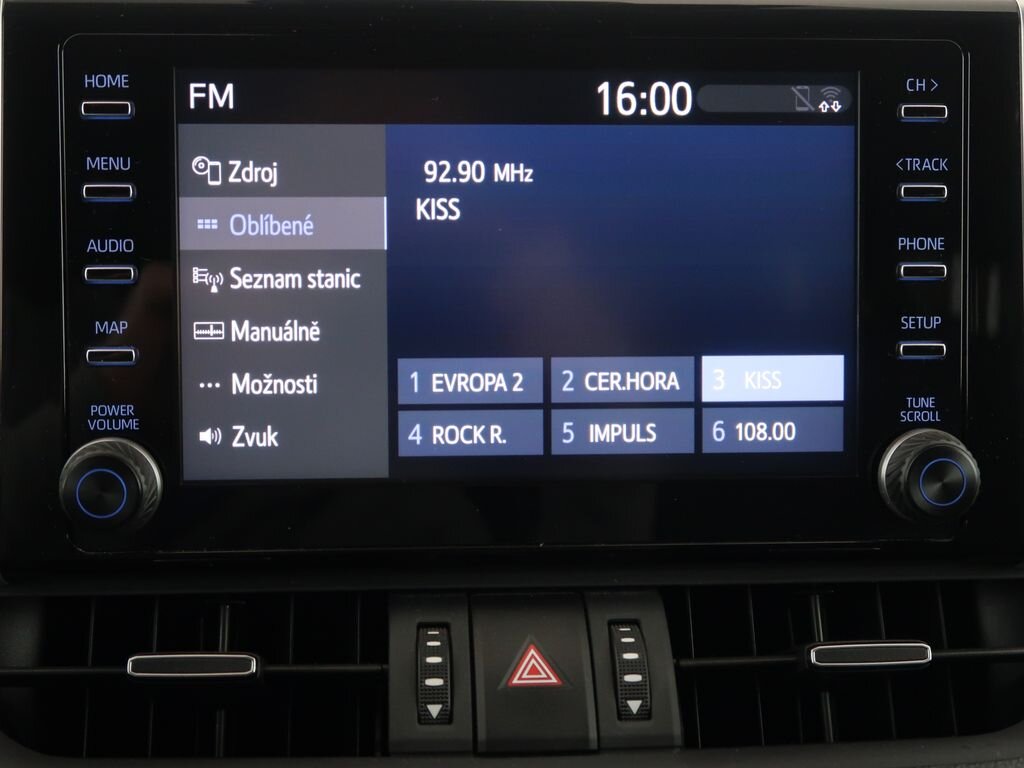 HOME
MENU
AUDIO
MAP
POWER
VOLUME
FM
16:00
Zdroj
Oblíbené
Seznam stanic
Manuálně
Možnosti
Zvuk
92.90 MHz
KISS
1 EVROPA 2
2 CER.HORA
3 KISS
4 ROCK R.
5 IMPULS
6 108.00
CH >
<TRACK
PHONE
SETUP
TUNE
SCROLL